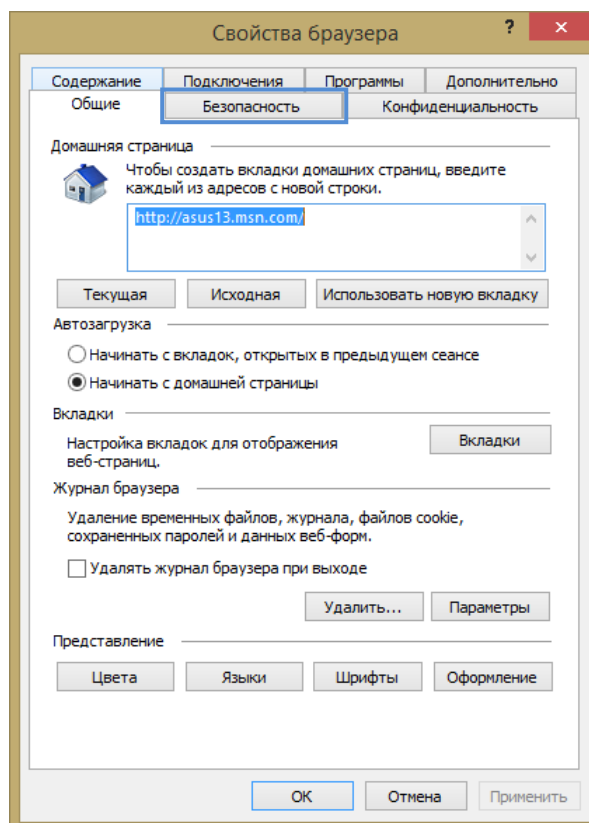 Свойства браузера
?
Содержание Подключения Программы Дополнительно
Общие Безопасность Конфиденциальность
Домашняя страница
Чтобы создать вкладки домашних страниц, введите
каждый из адресов с новой строки.
http://asus13.msn.com/
Текущая Исходная Использовать новую вкладку
Автозагрузка
Начинать с вкладок, открытых в предыдущем сеансе
Начинать с домашней страницы
Вкладки
Настройка вкладок для отображения
веб-страниц.
Вкладки
Журнал браузера
Удаление временных файлов, журнала, файлов cookie,
сохраненных паролей и данных веб-форм.
Удалять журнал браузера при выходе
Удалить... Параметры
Представление
Цвета Языки Шрифты Оформление
ОК Отмена Применить